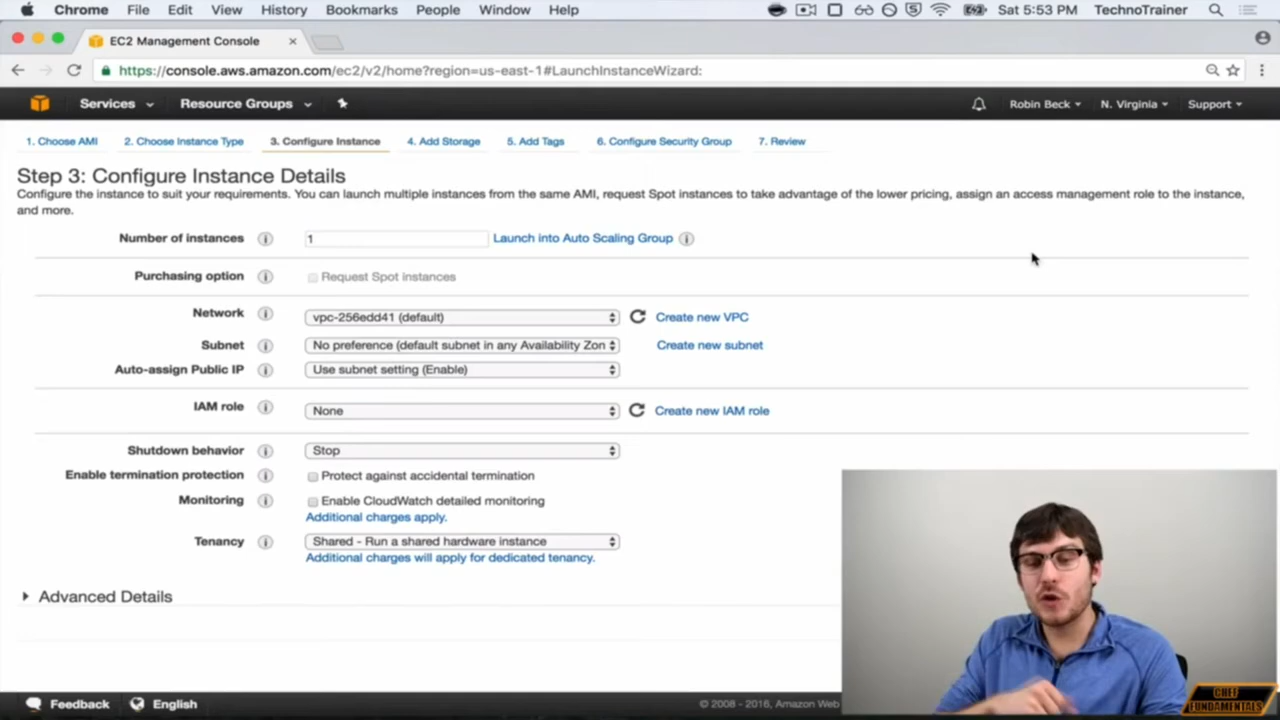 Chrome File Edit View History Bookmarks People Window Help Sat 5:53 PM TechnoTrainer
EC2 Management Console
https://console.aws.amazon.com/ec2/v2/home?region=us-east-1#LaunchInstanceWizard:
Services Resource Groups Robin Beck N. Virginia Support
1. Choose AMI 2. Choose Instance Type 3. Configure Instance 4. Add Storage 5. Add Tags 6. Configure Security Group 7. Review
Step 3: Configure Instance Details
Configure the instance to suit your requirements. You can launch multiple instances from the same AMI, request Spot instances to take advantage of the lower pricing, assign an access management role to the instance,
and more.
Number of instances 1 Launch into Auto Scaling Group
Purchasing option Request Spot instances
Network vpc-256edd41 (default) Create new VPC
Subnet No preference (default subnet in any Availability Zon Create new subnet
Auto-assign Public IP Use subnet setting (Enable)
IAM role None Create new IAM role
Shutdown behavior Stop
Enable termination protection Protect against accidental termination
Monitoring Enable CloudWatch detailed monitoring
Additional charges apply.
Tenancy Shared - Run a shared hardware instance
Additional charges will apply for dedicated tenancy.
Advanced Details
Feedback English © 2008 - 2016, Amazon Web
CHEF
FUNDAMENTALS